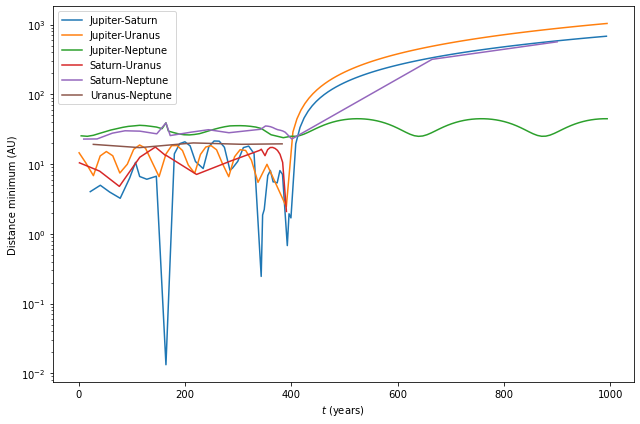 Jupiter-Saturn
Jupiter-Uranus
Jupiter-Neptune
Saturn-Uranus
Saturn-Neptune
Uranus-Neptune
Distance minimum (AU)
10³
10²
10¹
10⁰
10⁻¹
10⁻²
0 200 400 600 800 1000
t (years)